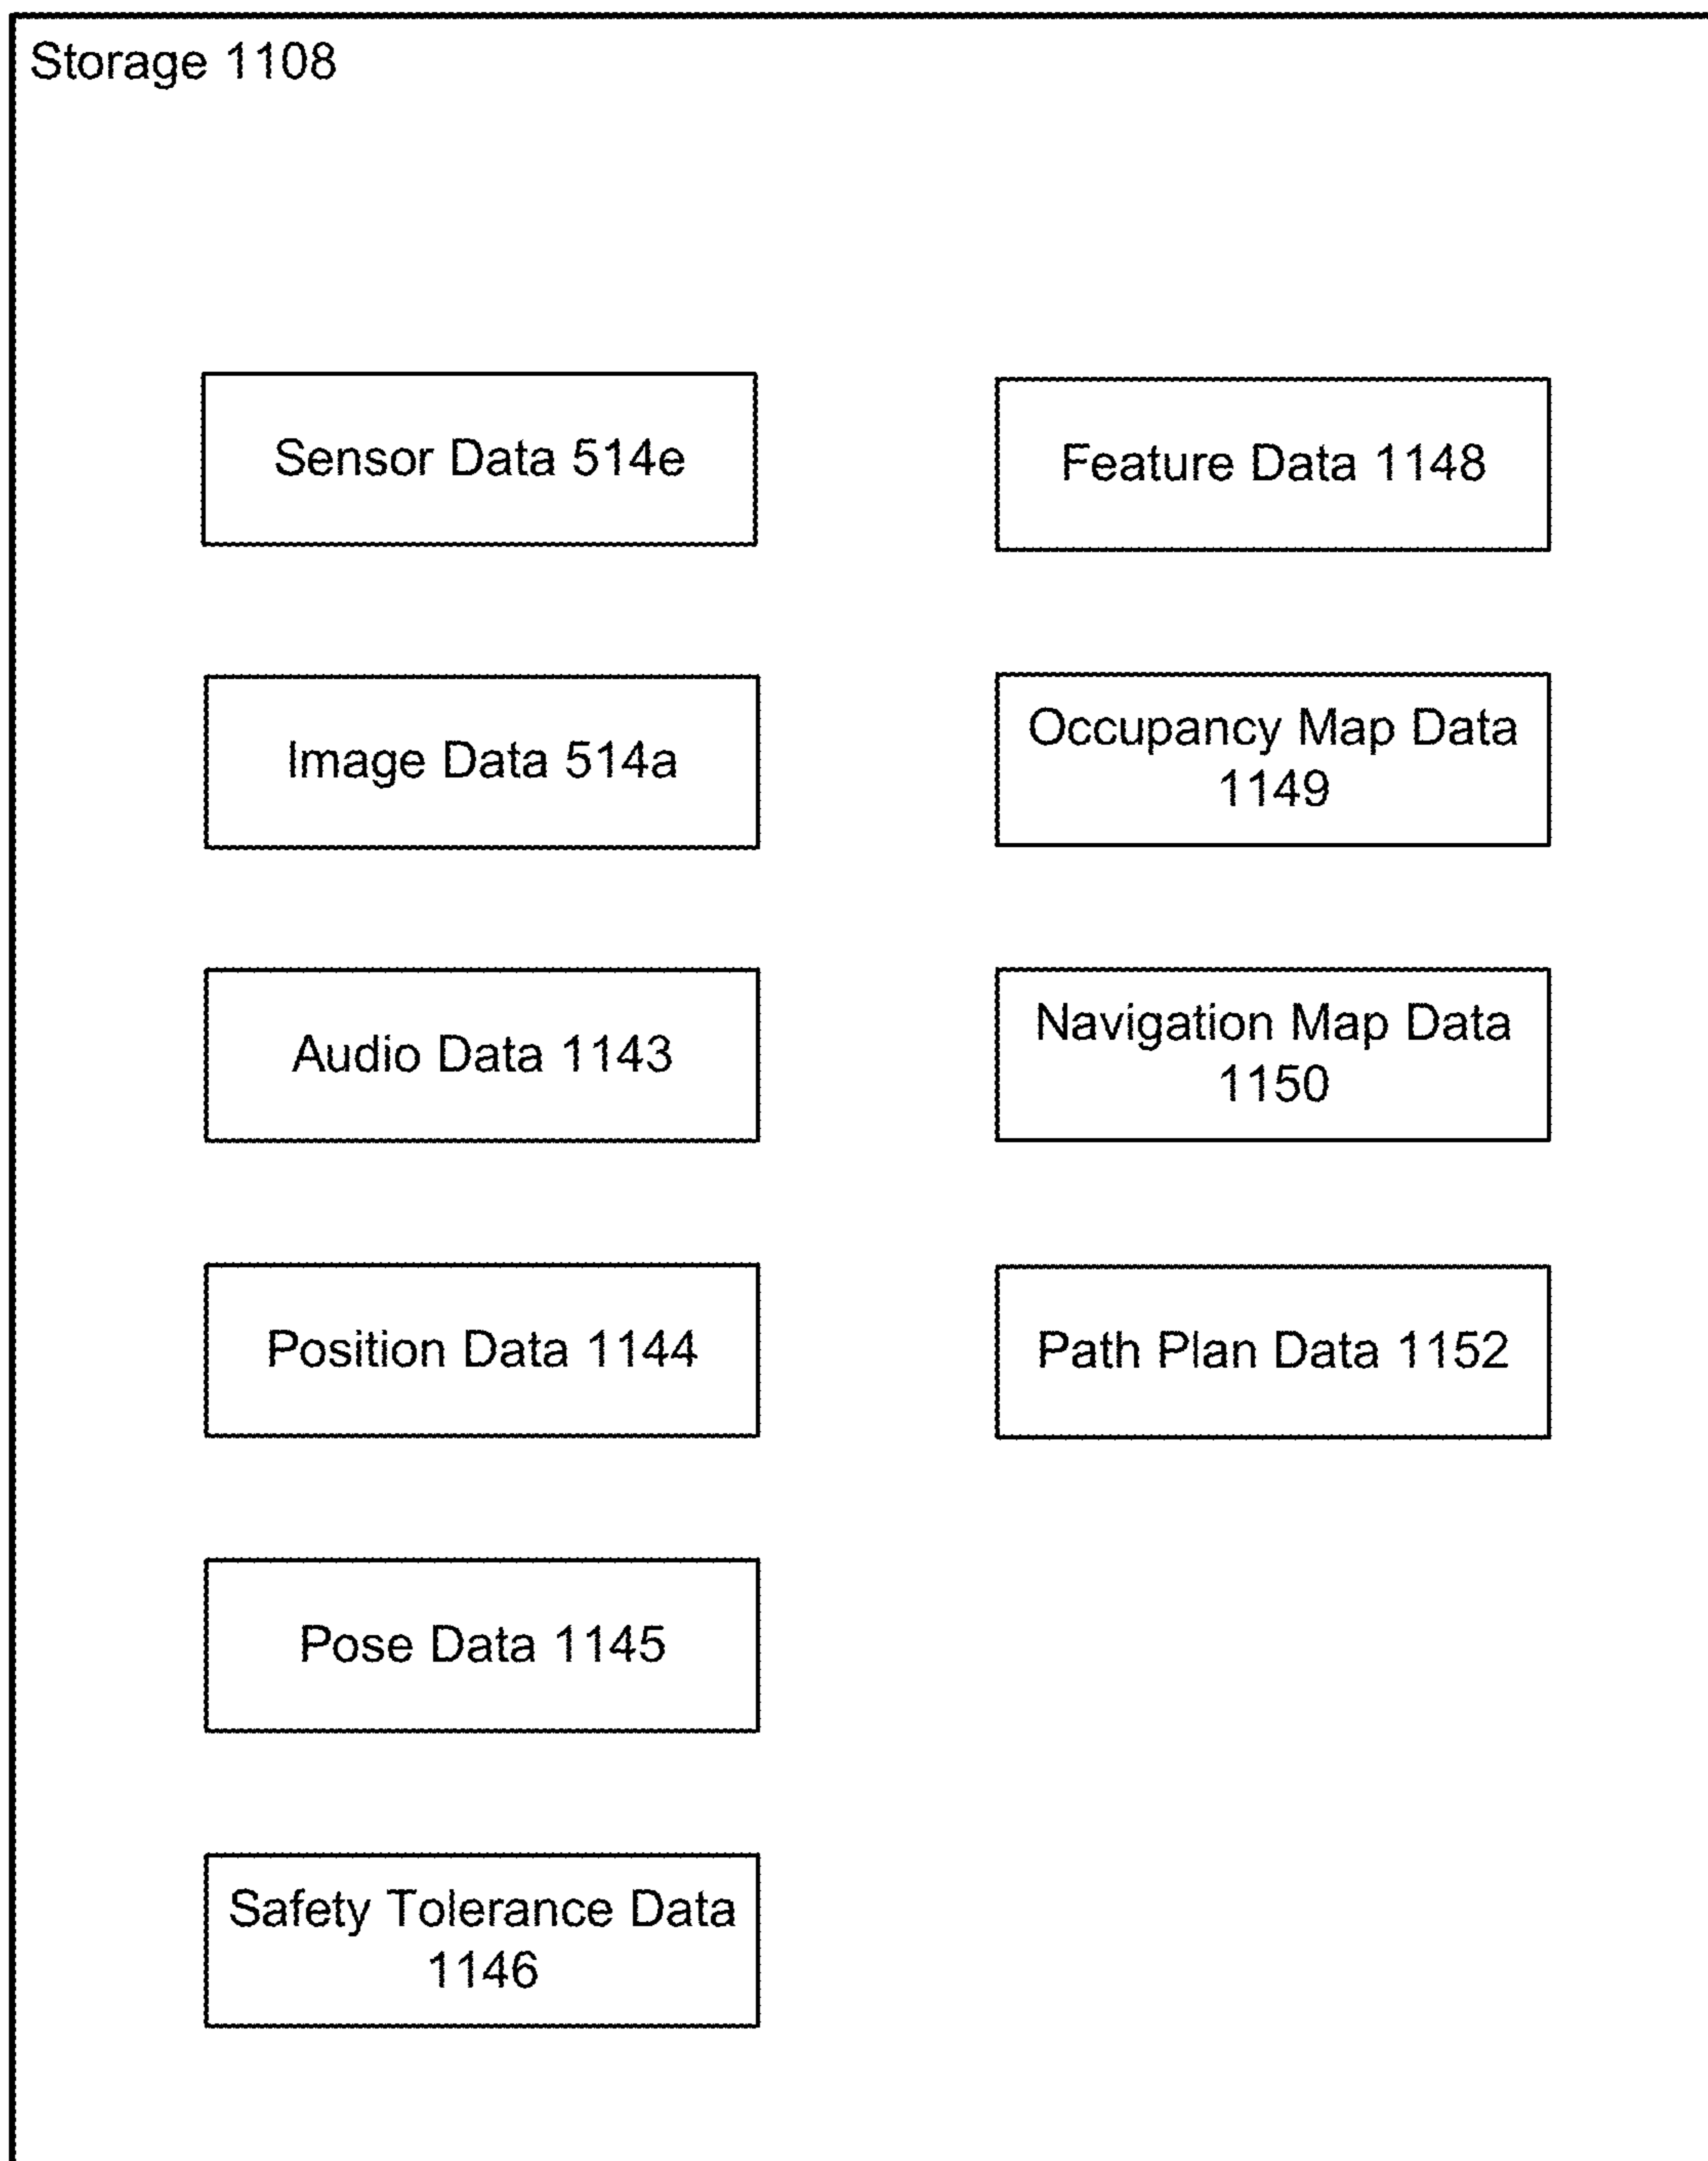 Storage 1108
Sensor Data 514e
Image Data 514a
Audio Data 1143
Position Data 1144
Pose Data 1145
Safety Tolerance Data
1146
Feature Data 1148
Occupancy Map Data
1149
Navigation Map Data
1150
Path Plan Data 1152